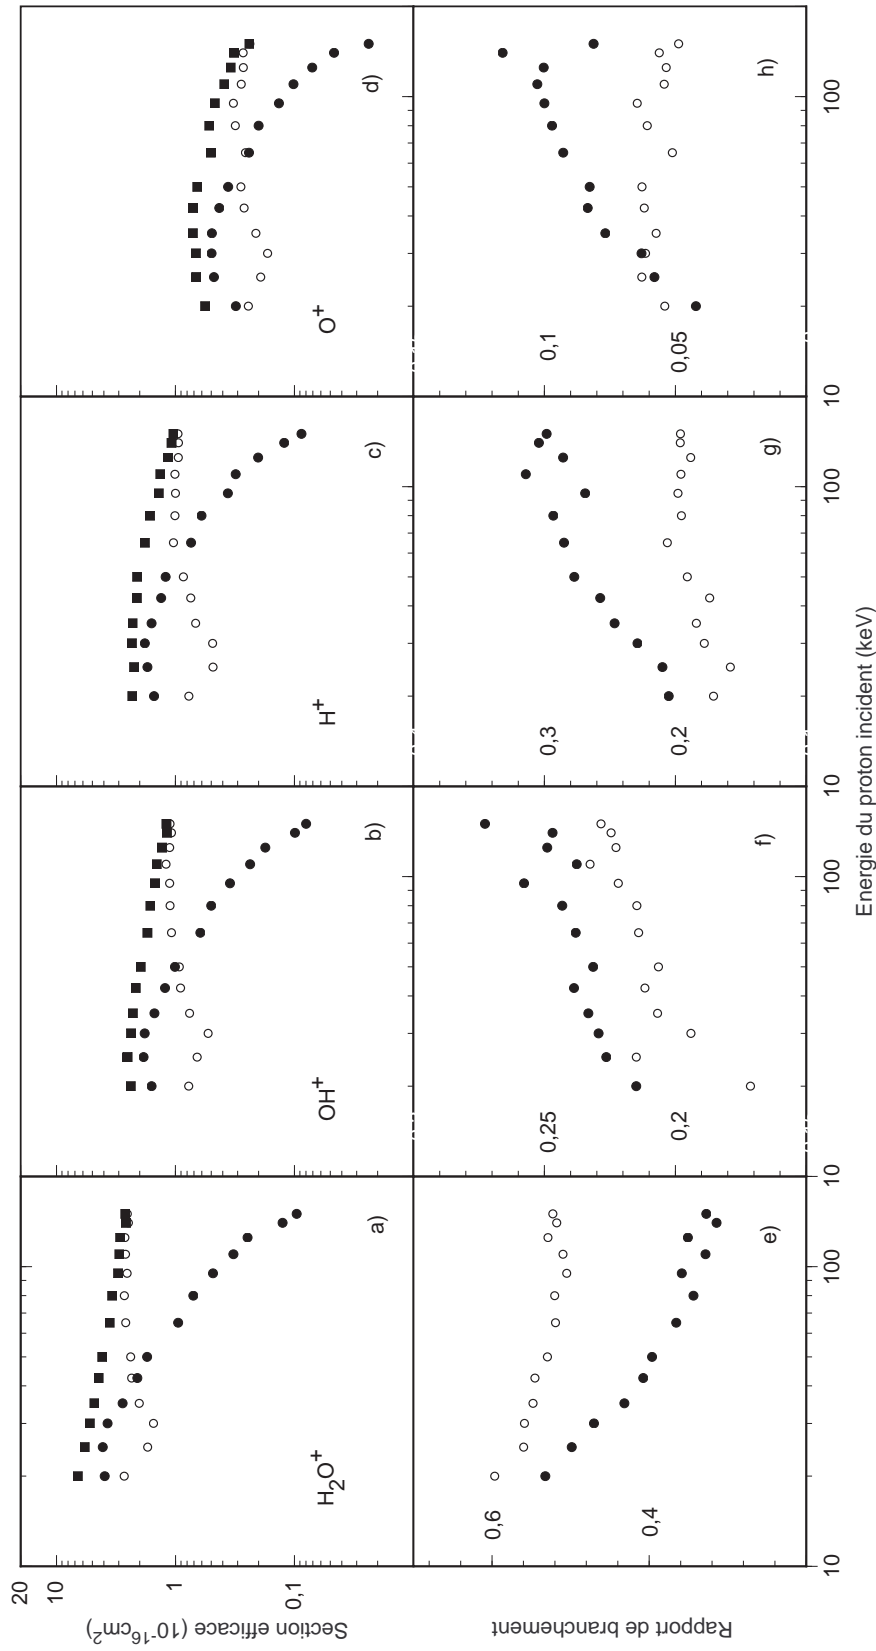 20
10
1
0,1
Section efficace (10⁻¹⁶cm²)
H₂O⁺
a)
OH⁺
b)
H⁺
c)
O⁺
d)
Rapport de branchement
0,6
0,4
e)
0,25
0,2
f)
0,3
0,2
g)
0,1
0,05
h)
10
100
10
100
10
100
10
100
Energie du proton incident (keV)